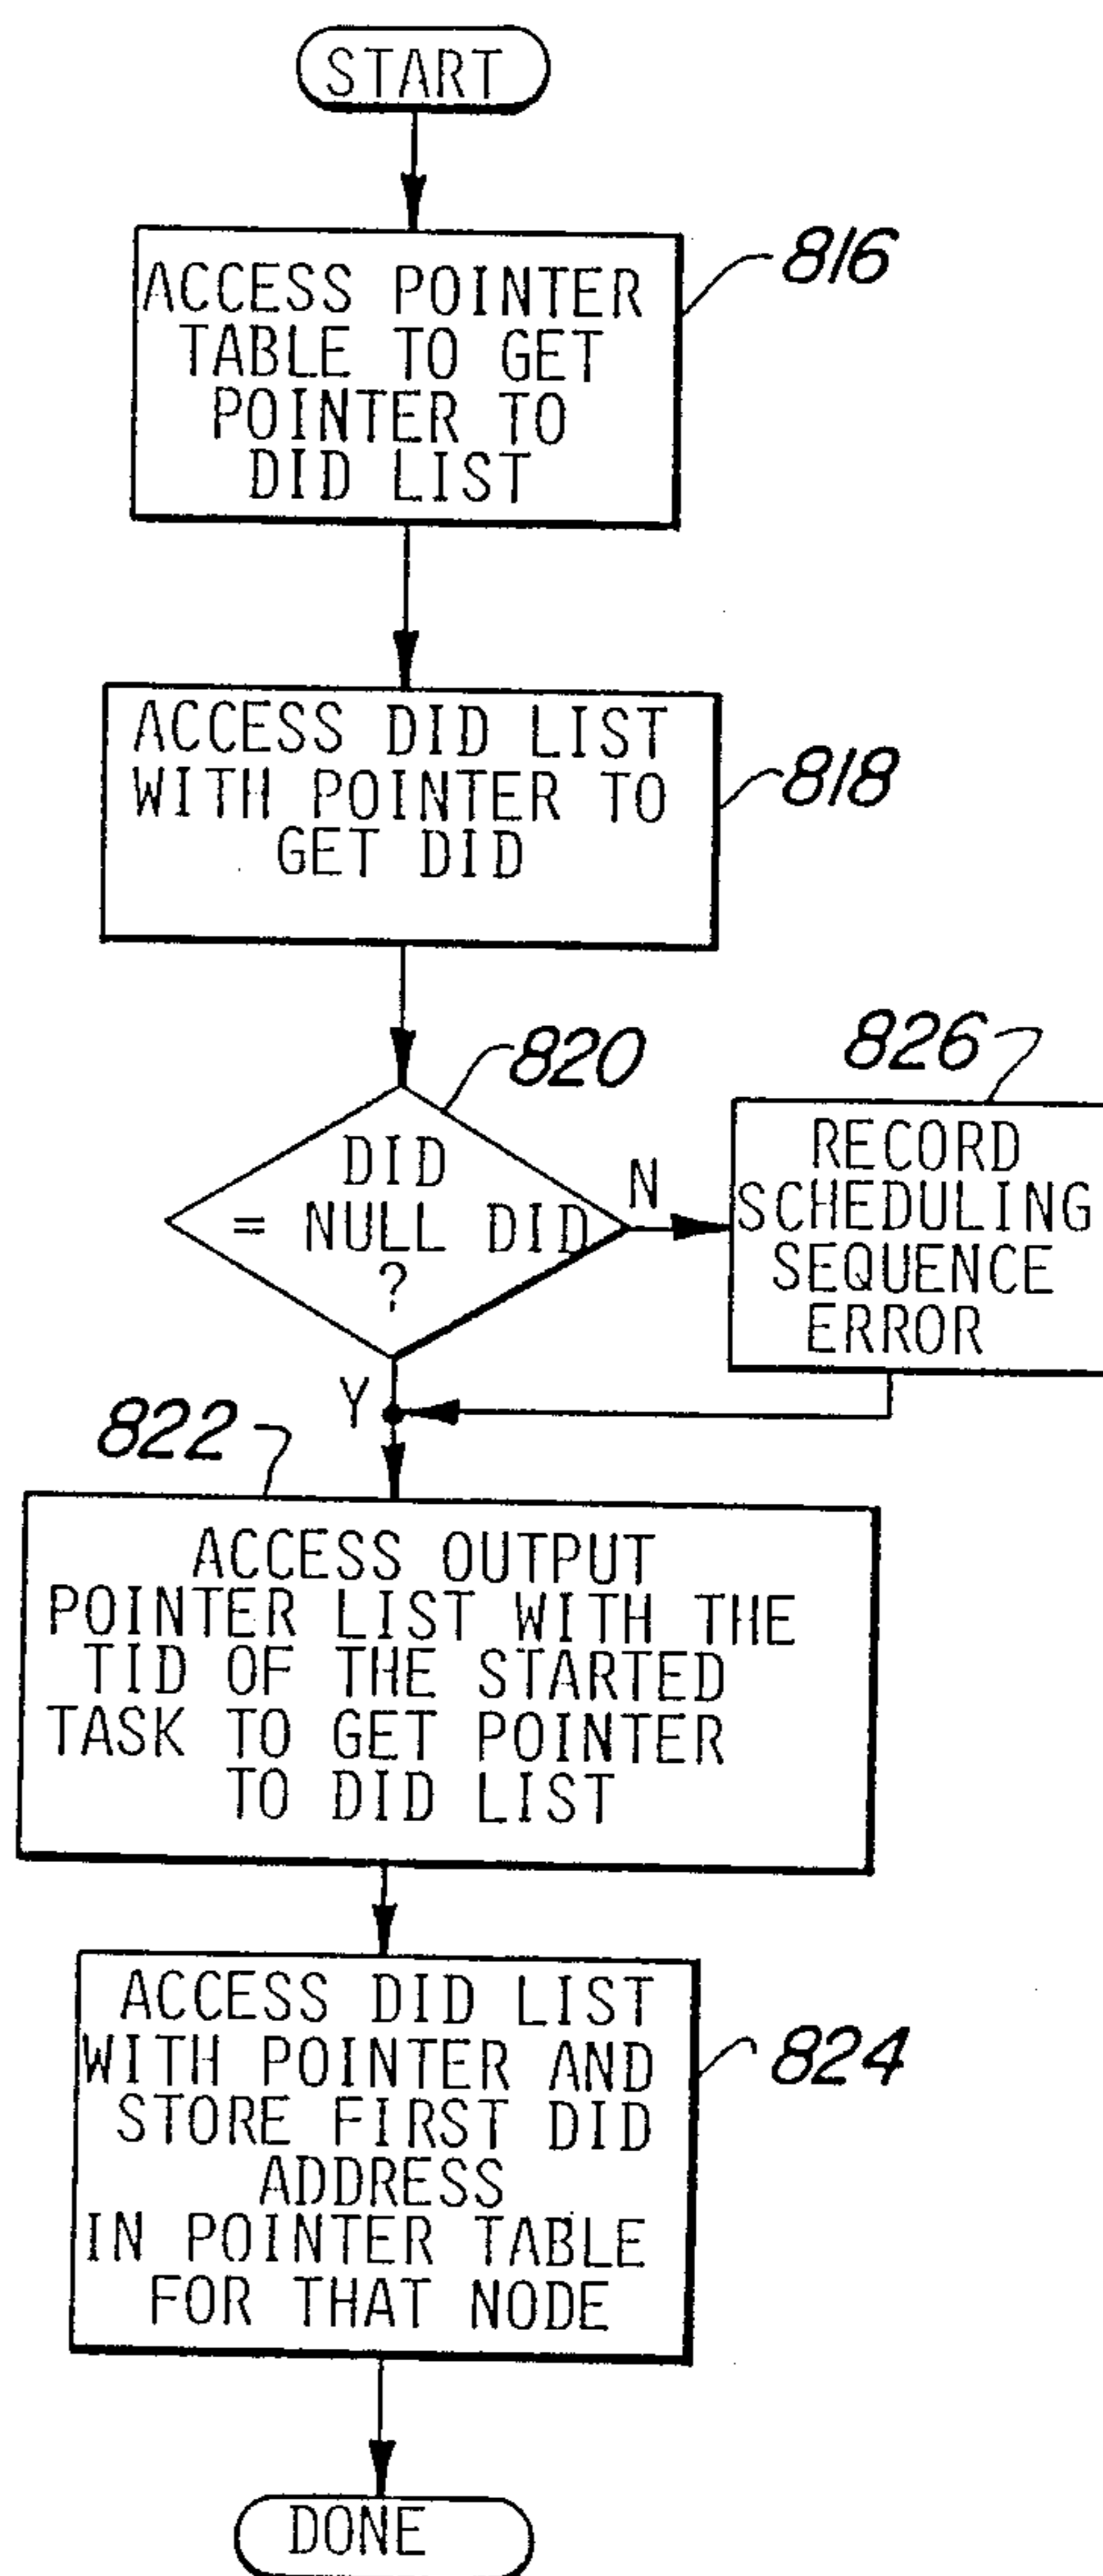 START
816
ACCESS POINTER
TABLE TO GET
POINTER TO
DID LIST
818
ACCESS DID LIST
WITH POINTER TO
GET DID
820
DID
= NULL DID
?
N
Y
826
RECORD
SCHEDULING
SEQUENCE
ERROR
822
ACCESS OUTPUT
POINTER LIST WITH THE
TID OF THE STARTED
TASK TO GET POINTER
TO DID LIST
824
ACCESS DID LIST
WITH POINTER AND
STORE FIRST DID
ADDRESS
IN POINTER TABLE
FOR THAT NODE
DONE